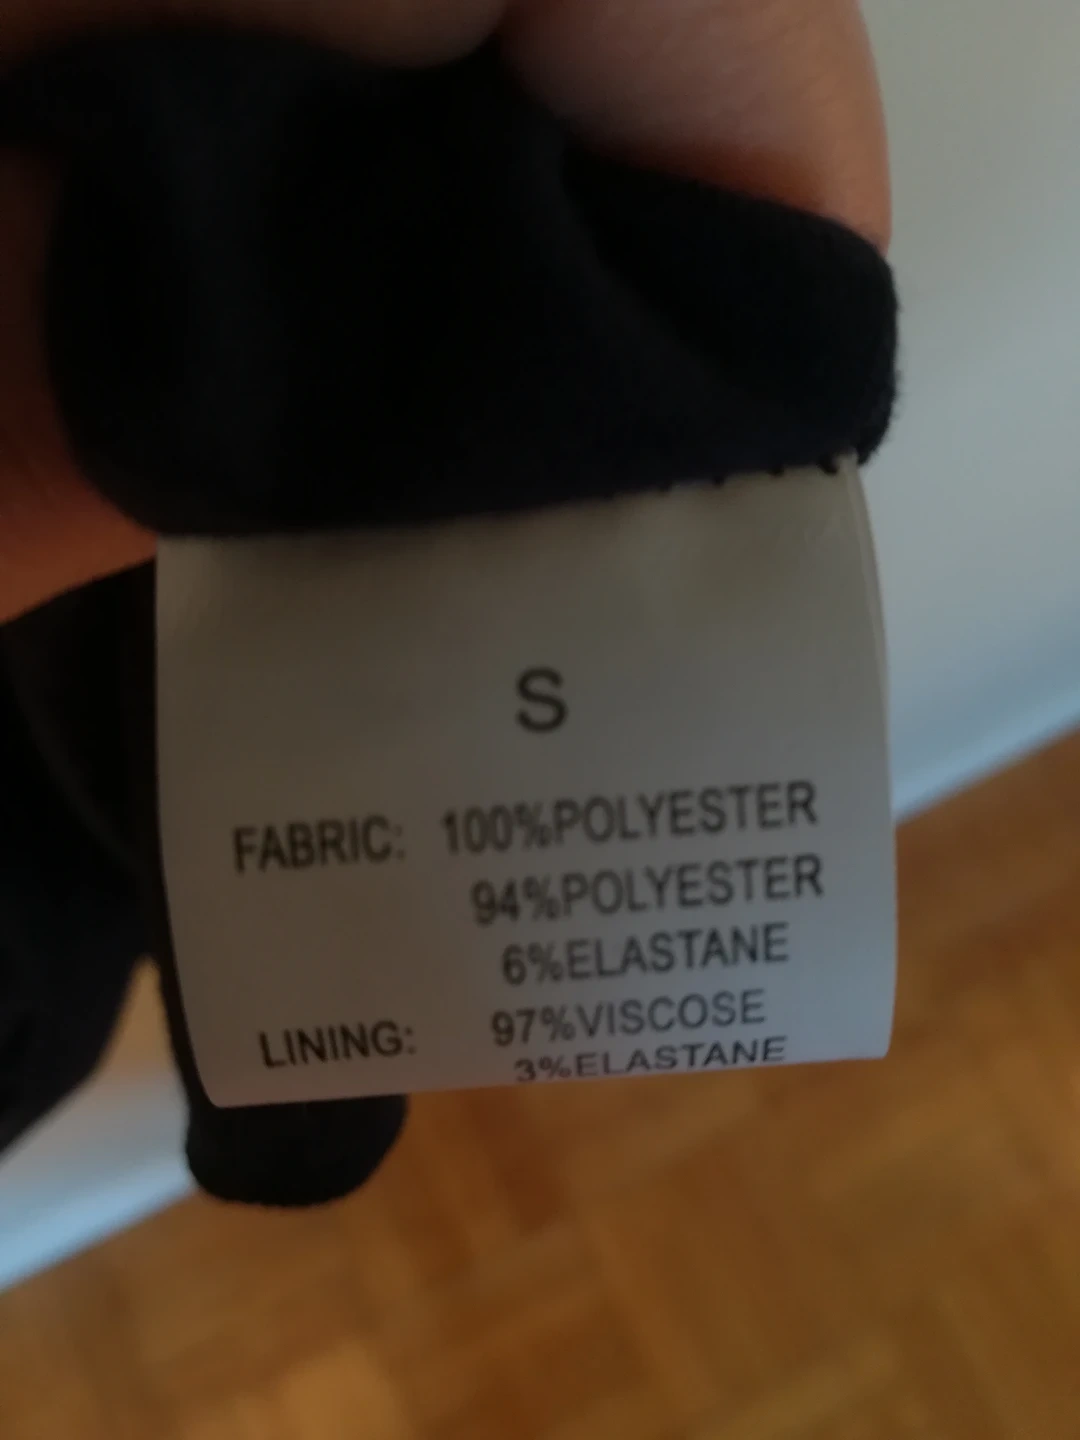 S
FABRIC: 100%POLYESTER
94%POLYESTER
6%ELASTANE
LINING: 97%VISCOSE
3%ELASTANE